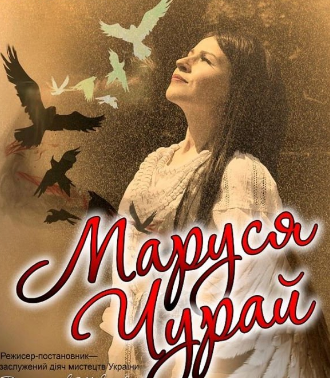 Маруся
Чурай
Режисер-постановник—
заслужений діяч мистецтв України